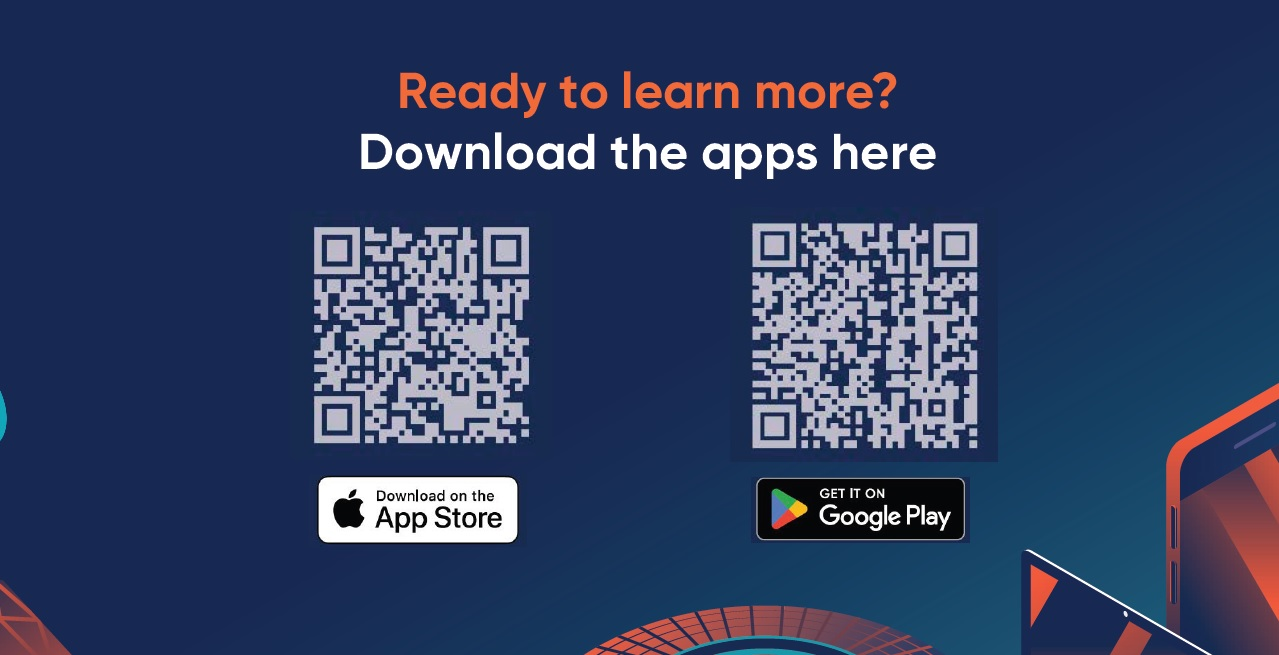 Ready to learn more?
Download the apps here
Download on the
App Store
GET IT ON
Google Play